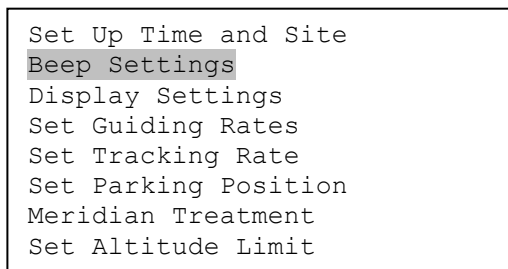 Set Up Time and Site
Beep Settings
Display Settings
Set Guiding Rates
Set Tracking Rate
Set Parking Position
Meridian Treatment
Set Altitude Limit